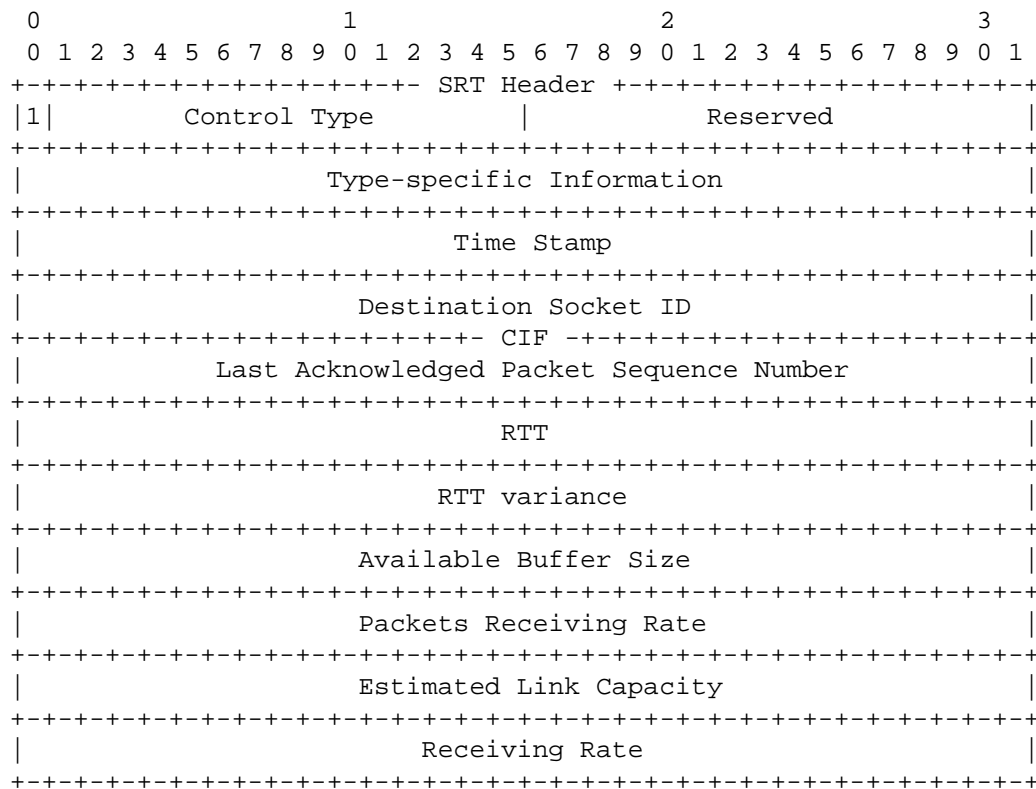 0                   1                   2                   3
 0 1 2 3 4 5 6 7 8 9 0 1 2 3 4 5 6 7 8 9 0 1 2 3 4 5 6 7 8 9 0 1
+-+-+-+-+-+-+-+-+-+-+-+-+- SRT Header +-+-+-+-+-+-+-+-+-+-+-+-+-+
|1|        Control Type         |           Reserved            |
+-+-+-+-+-+-+-+-+-+-+-+-+-+-+-+-+-+-+-+-+-+-+-+-+-+-+-+-+-+-+-+-+
|                   Type-specific Information                   |
+-+-+-+-+-+-+-+-+-+-+-+-+-+-+-+-+-+-+-+-+-+-+-+-+-+-+-+-+-+-+-+-+
|                           Time Stamp                          |
+-+-+-+-+-+-+-+-+-+-+-+-+-+-+-+-+-+-+-+-+-+-+-+-+-+-+-+-+-+-+-+-+
|                     Destination Socket ID                     |
+-+-+-+-+-+-+-+-+-+-+-+-+-+-+- CIF -+-+-+-+-+-+-+-+-+-+-+-+-+-+-+
|            Last Acknowledged Packet Sequence Number           |
+-+-+-+-+-+-+-+-+-+-+-+-+-+-+-+-+-+-+-+-+-+-+-+-+-+-+-+-+-+-+-+-+
|                              RTT                              |
+-+-+-+-+-+-+-+-+-+-+-+-+-+-+-+-+-+-+-+-+-+-+-+-+-+-+-+-+-+-+-+-+
|                          RTT variance                         |
+-+-+-+-+-+-+-+-+-+-+-+-+-+-+-+-+-+-+-+-+-+-+-+-+-+-+-+-+-+-+-+-+
|                     Available Buffer Size                     |
+-+-+-+-+-+-+-+-+-+-+-+-+-+-+-+-+-+-+-+-+-+-+-+-+-+-+-+-+-+-+-+-+
|                     Packets Receiving Rate                    |
+-+-+-+-+-+-+-+-+-+-+-+-+-+-+-+-+-+-+-+-+-+-+-+-+-+-+-+-+-+-+-+-+
|                     Estimated Link Capacity                   |
+-+-+-+-+-+-+-+-+-+-+-+-+-+-+-+-+-+-+-+-+-+-+-+-+-+-+-+-+-+-+-+-+
|                         Receiving Rate                        |
+-+-+-+-+-+-+-+-+-+-+-+-+-+-+-+-+-+-+-+-+-+-+-+-+-+-+-+-+-+-+-+-+